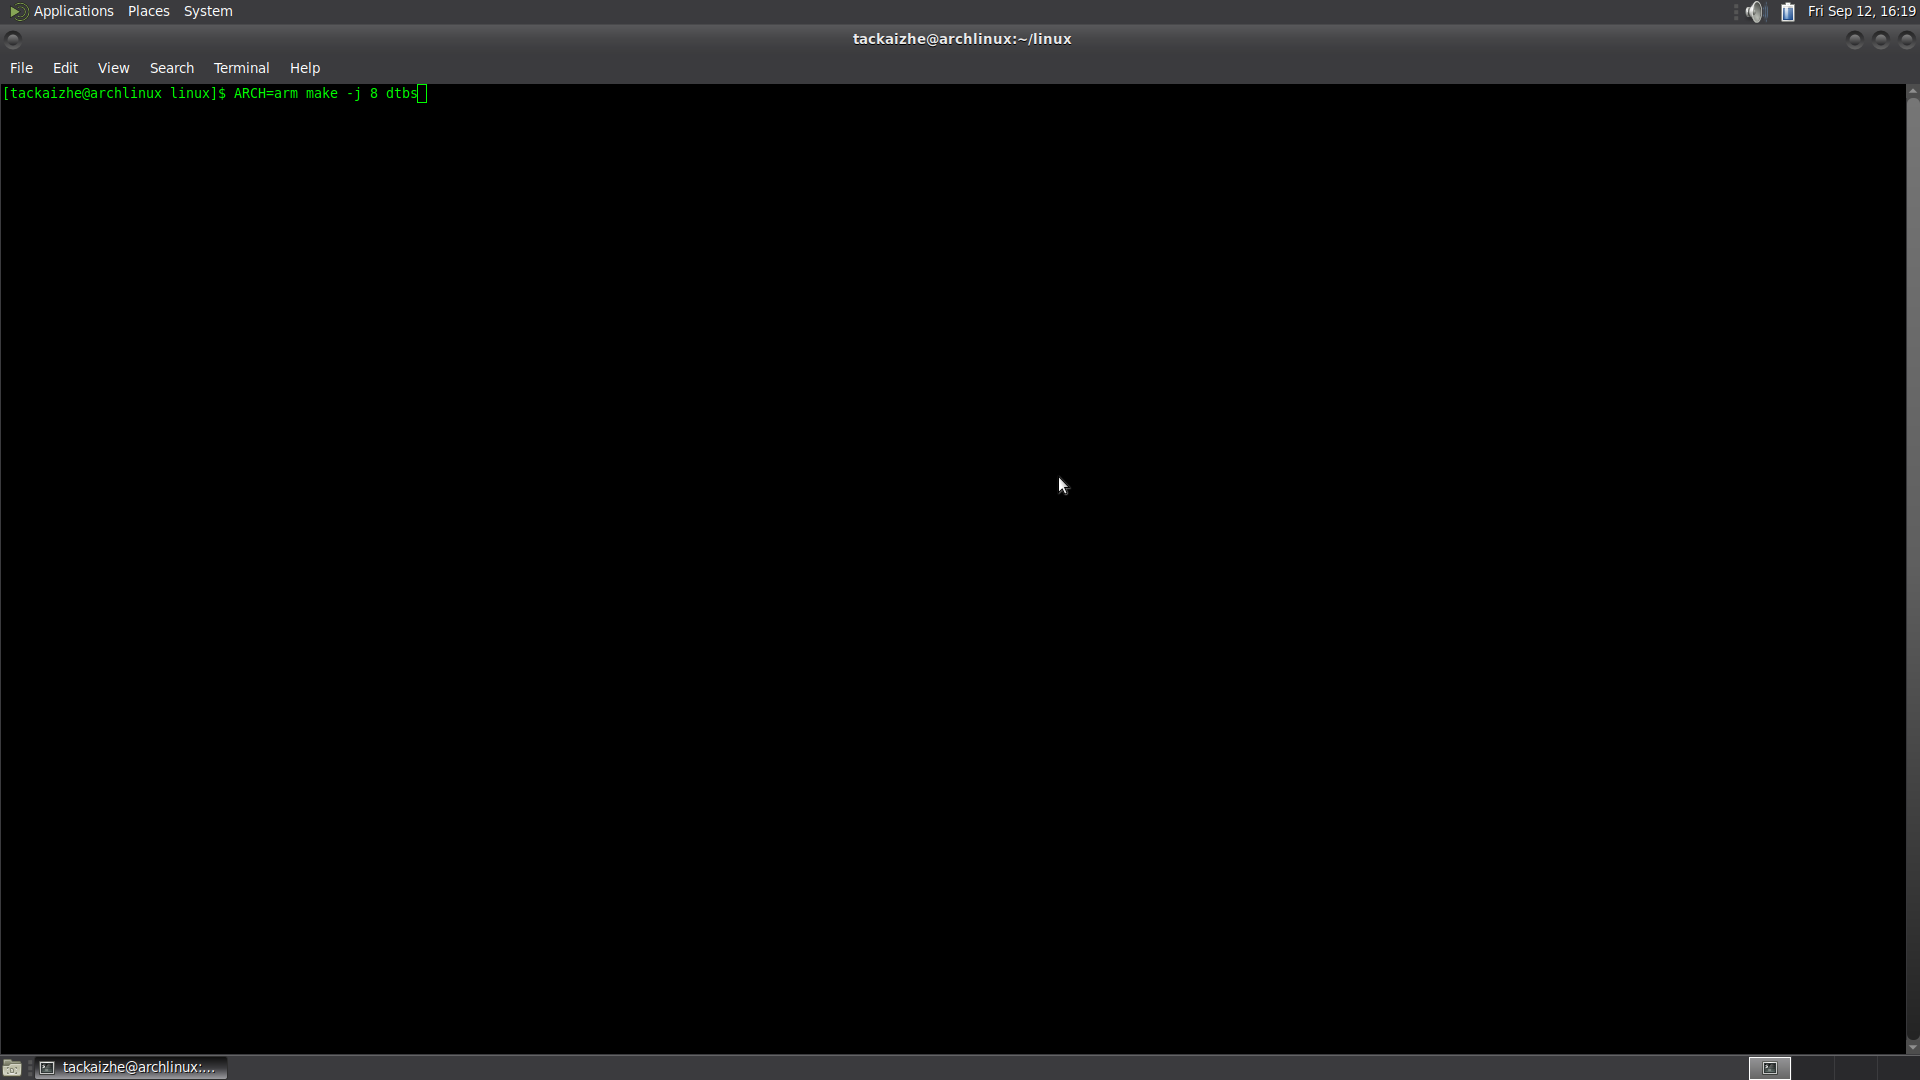 Applications Places System Fri Sep 12, 16:19
tackaizhe@archlinux:~/linux
File Edit View Search Terminal Help
[tackaizhe@archlinux linux]$ ARCH=arm make -j 8 dtbs
tackaizhe@archlinux:...